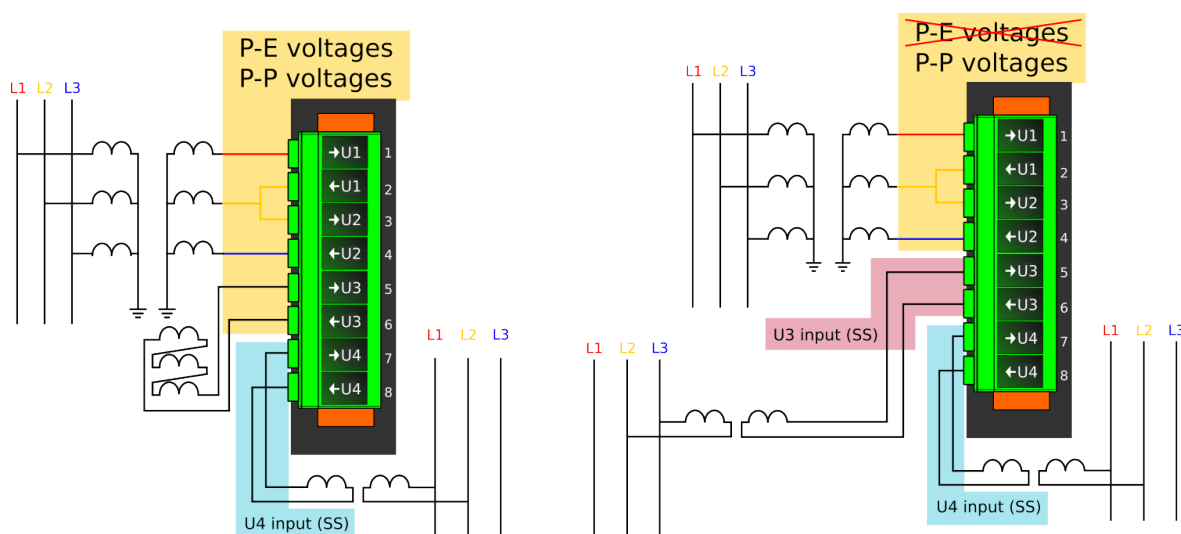 P-E voltages
P-P voltages
L1 L2 L3
→U1 1
←U1 2
→U2 3
←U2 4
→U3 5
←U3 6
→U4 7
←U4 8
L1 L2 L3
U4 input (SS)
P-E voltages
P-P voltages
L1 L2 L3
→U1 1
←U1 2
→U2 3
←U2 4
→U3 5
←U3 6
→U4 7
←U4 8
U3 input (SS)
L1 L2 L3
L1 L2 L3
U4 input (SS)